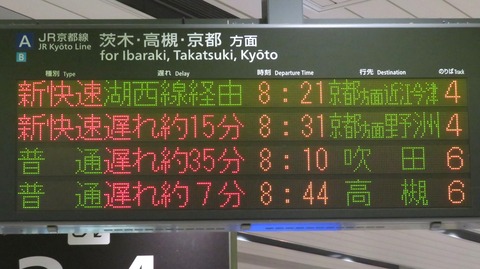 A JR京都線 茨木・高槻・京都 方面
B JR Kyōto Line for Ibaraki, Takatsuki, Kyōto
種別 Type 遅れ Delay 時刻 Departure Time 行先 Destination のりば Track
新快速 湖西線経由 8:21 京都方面近江今津 4
新快速 遅れ約15分 8:31 京都方面野洲 4
普通 遅れ約35分 8:10 吹田 6
普通 遅れ約7分 8:44 高槻 6